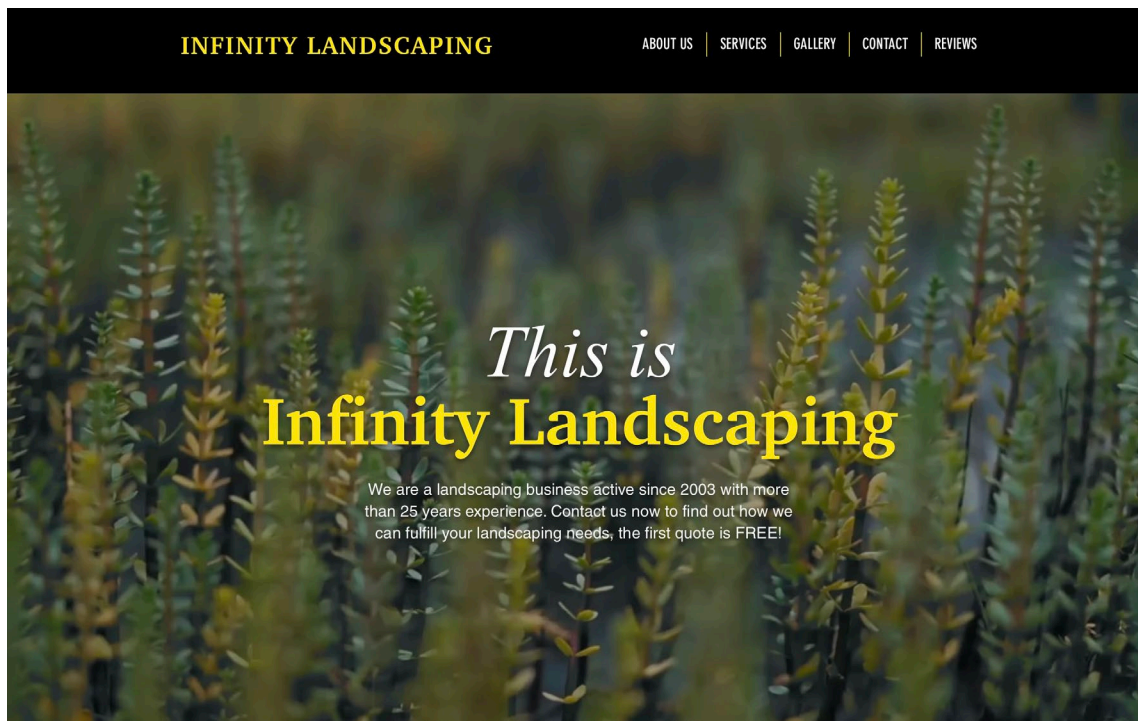 INFINITY LANDSCAPING
ABOUT US SERVICES GALLERY CONTACT REVIEWS
This is
Infinity Landscaping
We are a landscaping business active since 2003 with more
than 25 years experience. Contact us now to find out how we
can fulfill your landscaping needs, the first quote is FREE!